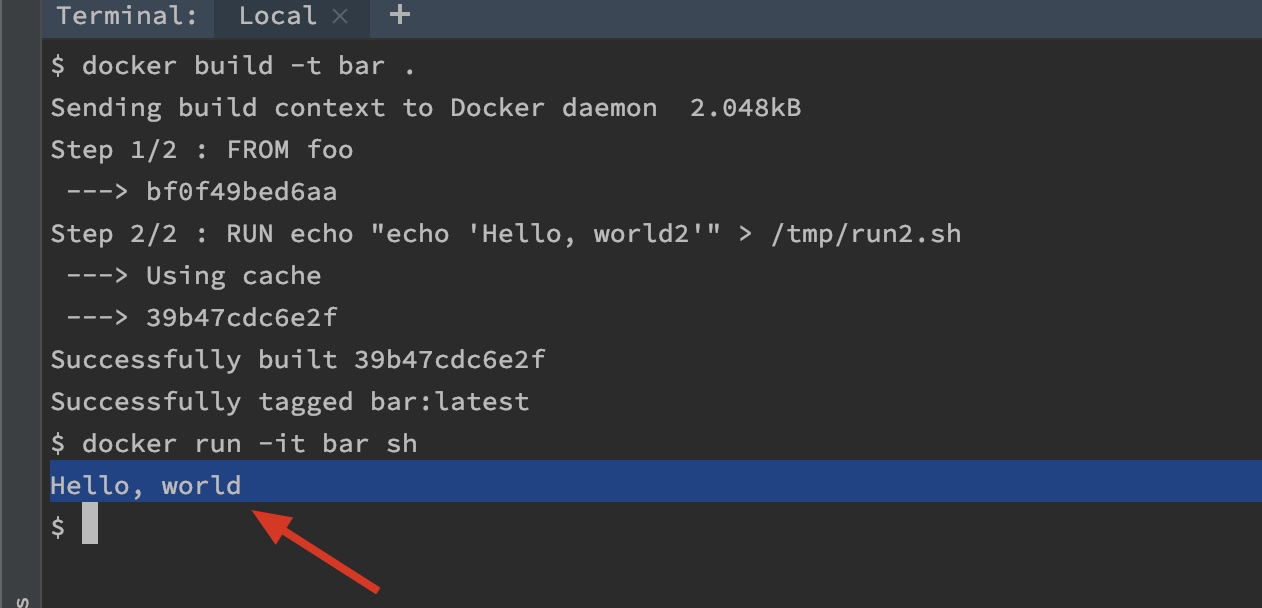 Terminal: Local × +
$ docker build -t bar .
Sending build context to Docker daemon  2.048kB
Step 1/2 : FROM foo
 ---> bf0f49bed6aa
Step 2/2 : RUN echo "echo 'Hello, world2'" > /tmp/run2.sh
 ---> Using cache
 ---> 39b47cdc6e2f
Successfully built 39b47cdc6e2f
Successfully tagged bar:latest
$ docker run -it bar sh
Hello, world
$